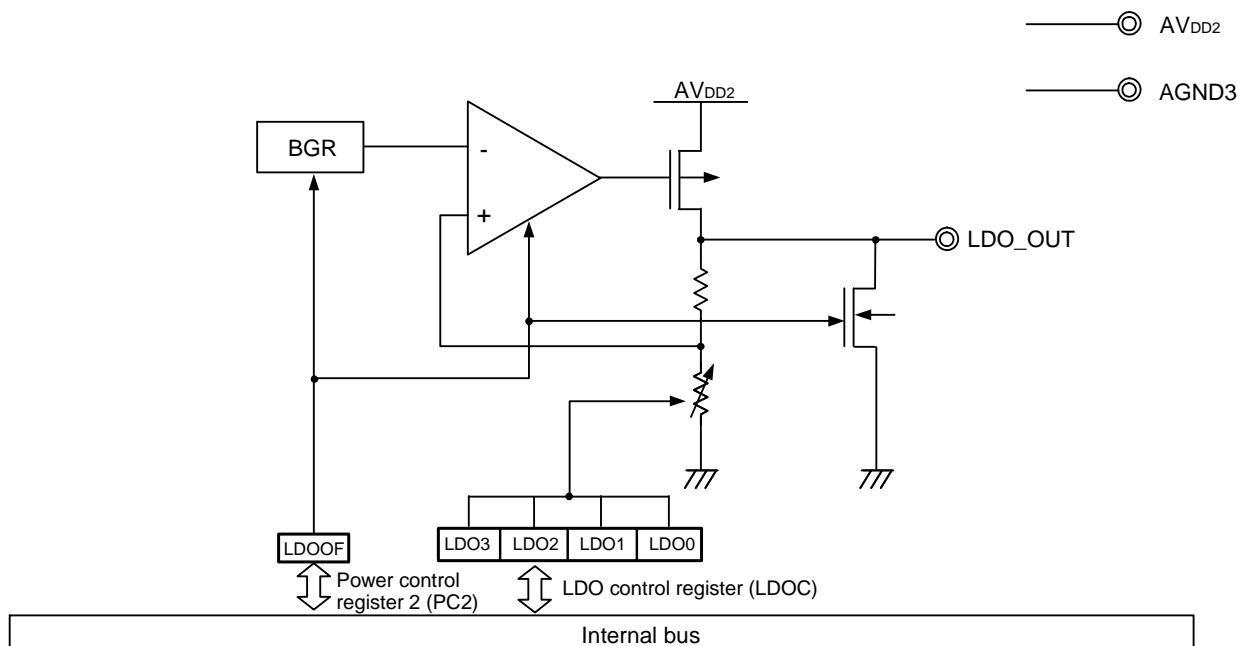 AVDD2
AGND3
AVDD2
BGR
-
+
LDO_OUT
LDOOF
LDO3 LDO2 LDO1 LDO0
Power control
register 2 (PC2)
LDO control register (LDOC)
Internal bus